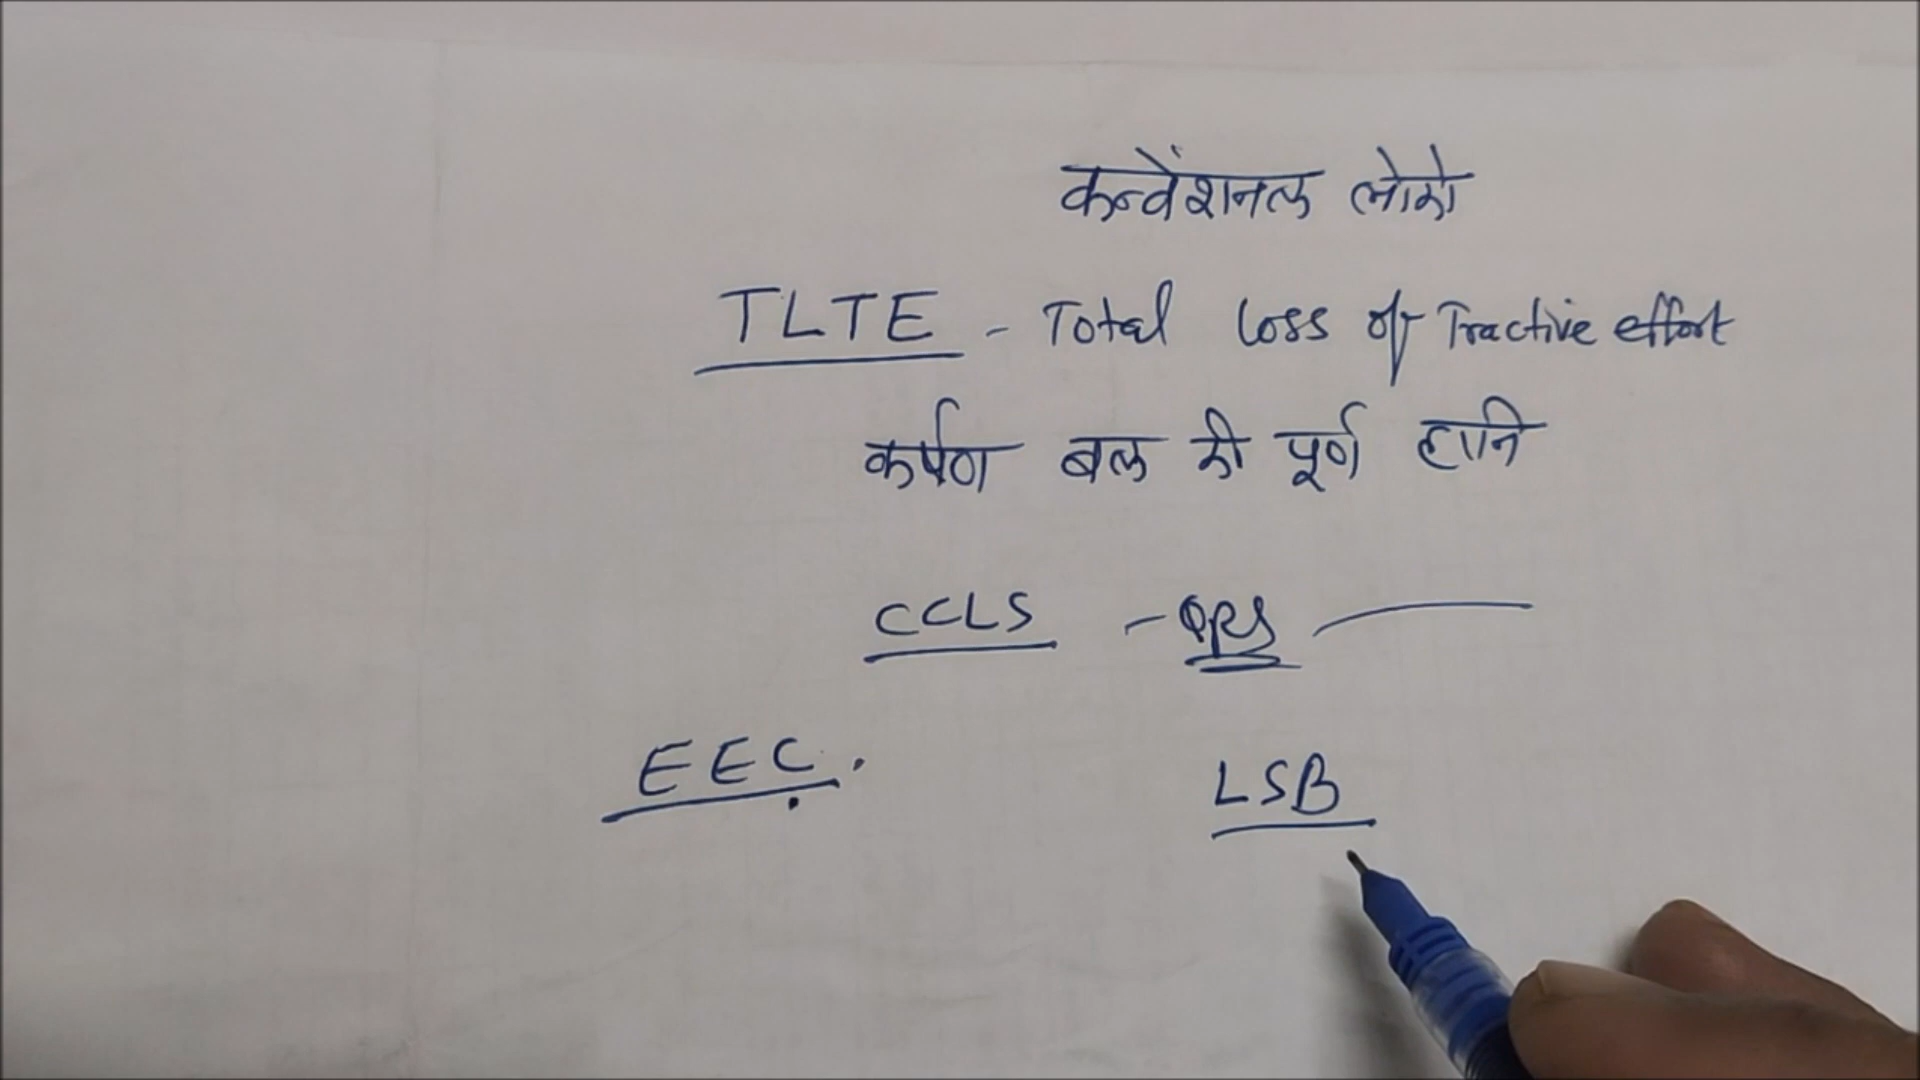 कन्वेंशनल लोको
TLTE - Total Loss of Tractive effort
कर्षण बल की पूर्ण हानि
CCLS -
EEC. LSB